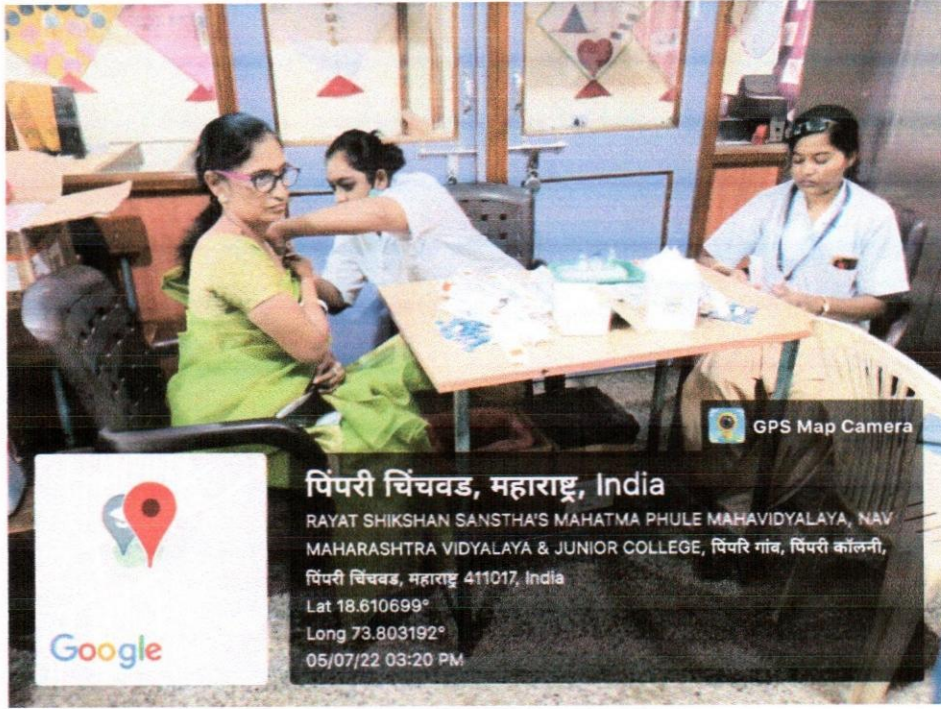 GPS Map Camera
पिंपरी चिंचवड, महाराष्ट्र, India
RAYAT SHIKSHAN SANSTHA'S MAHATMA PHULE MAHAVIDYALAYA, NAV
MAHARASHTRA VIDYALAYA & JUNIOR COLLEGE, पिंपरि गांव, पिंपरी कॉलनी,
पिंपरी चिंचवड, महाराष्ट्र 411017, India
Lat 18.610699°
Long 73.803192°
05/07/22 03:20 PM
Google